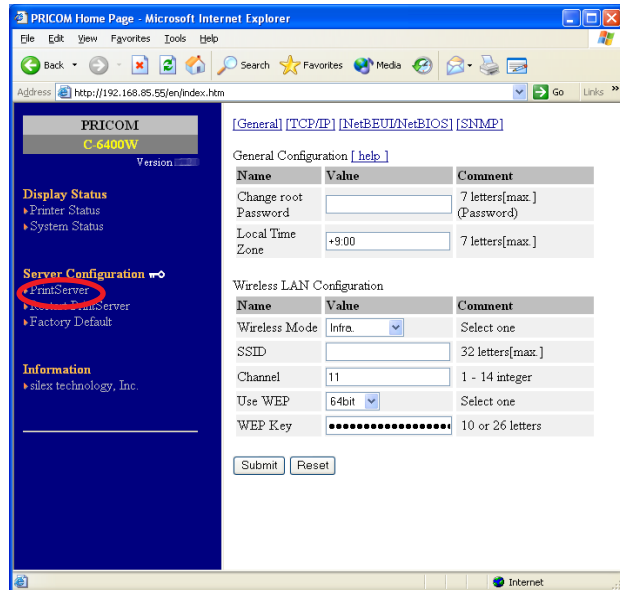 PRICOM Home Page - Microsoft Internet Explorer
File Edit View Favorites Tools Help
Back Search Favorites Media
Address http://192.168.85.55/en/index.htm Go Links »
PRICOM
C-6400W
Version
Display Status
Printer Status
System Status
Server Configuration
PrintServer
Restart PrintServer
Factory Default
Information
silex technology, Inc.
[General] [TCP/IP] [NetBEUI/NetBIOS] [SNMP]
General Configuration [ help ]
Name Value Comment
Change root Password 7 letters[max.] (Password)
Local Time Zone +9:00 7 letters[max.]
Wireless LAN Configuration
Name Value Comment
Wireless Mode Infra. Select one
SSID 32 letters[max.]
Channel 11 1 - 14 integer
Use WEP 64bit Select one
WEP Key ●●●●●●●●●●●●●●●●●● 10 or 26 letters
Submit Reset
Internet